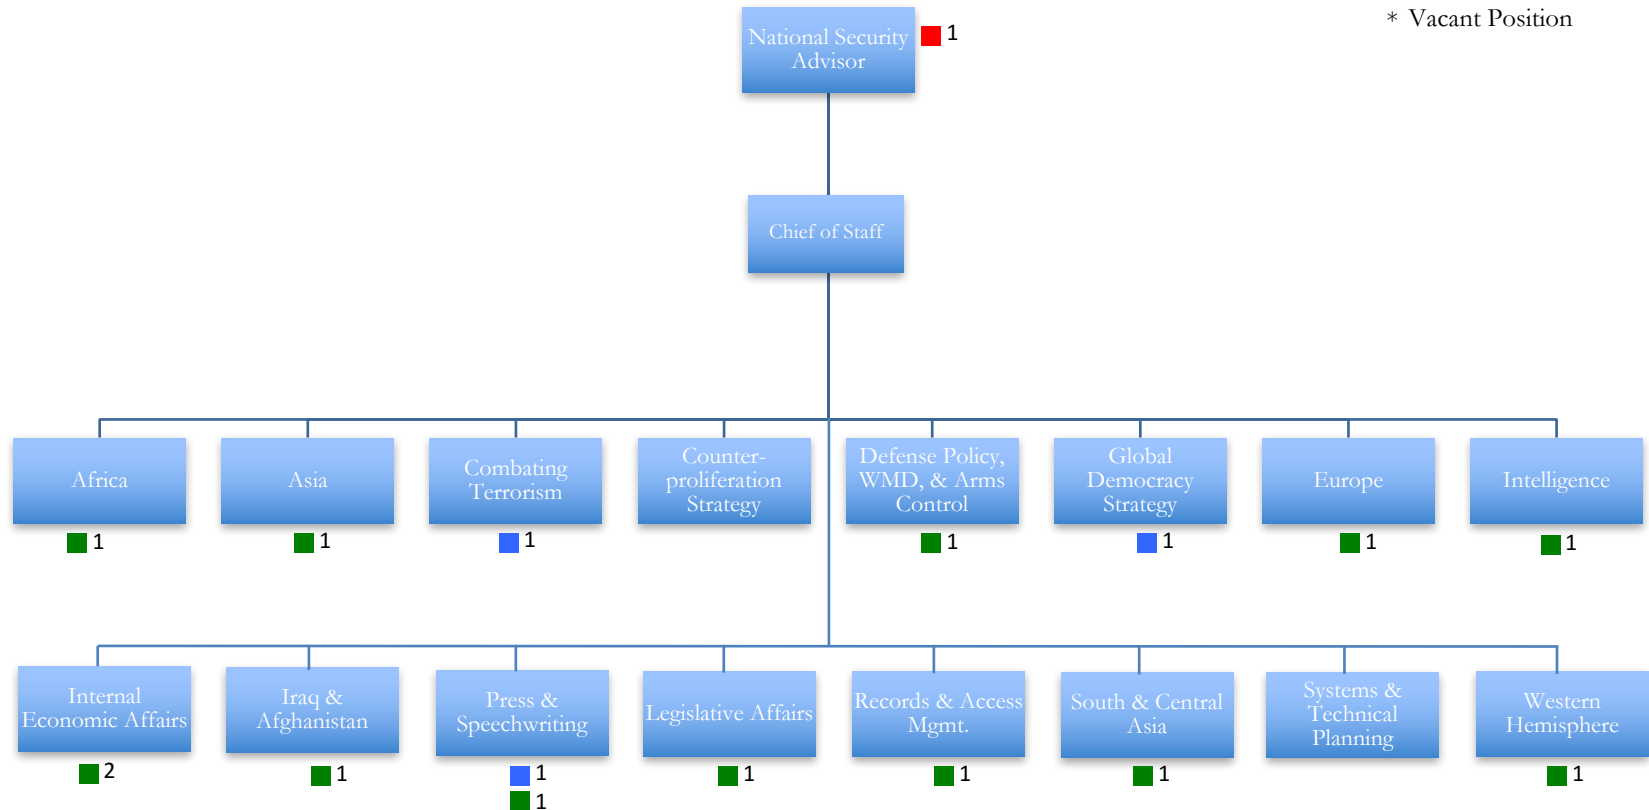 * Vacant Position
National Security
Advisor
1
Chief of Staff
Africa
1
Asia
1
Combating
Terrorism
1
Counter-
proliferation
Strategy
Defense Policy,
WMD, & Arms
Control
1
Global
Democracy
Strategy
1
Europe
1
Intelligence
1
Internal
Economic Affairs
2
Iraq &
Afghanistan
1
Press &
Speechwriting
1
1
Legislative Affairs
1
Records & Access
Mgmt.
1
South & Central
Asia
1
Systems &
Technical
Planning
Western
Hemisphere
1